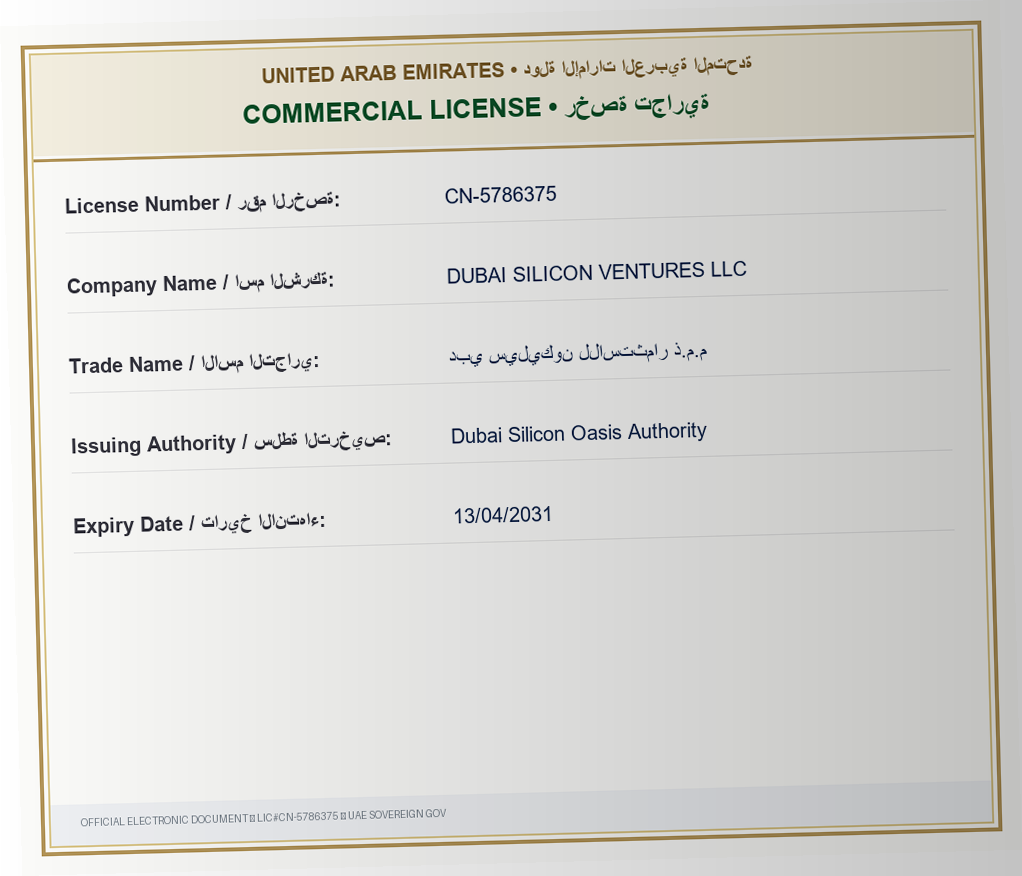 UNITED ARAB EMIRATES • دولة الإمارات العربية المتحدة
COMMERCIAL LICENSE • رخصة تجارية
License Number / رقم الرخصة: CN-5786375
Company Name / اسم الشركة: DUBAI SILICON VENTURES LLC
Trade Name / الاسم التجاري: دبي سيليكون للاستثمار ذ.م.م
Issuing Authority / سلطة الترخيص: Dubai Silicon Oasis Authority
Expiry Date / تاريخ الانتهاء: 13/04/2031
OFFICIAL ELECTRONIC DOCUMENT ☒ LIC#CN-5786375 ☒ UAE SOVEREIGN GOV